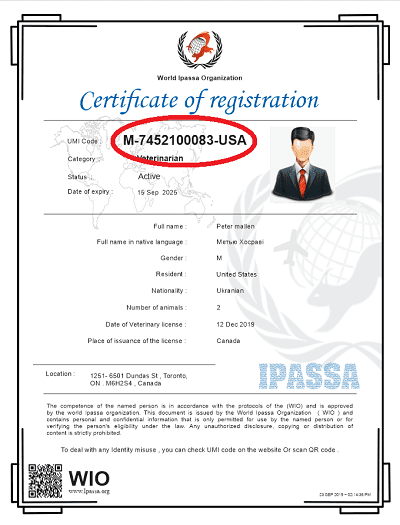 World Ipassa Organization
Certificate of registration
UMI Code : M-7452100083-USA
Category : Veterinarian
Status : Active
Date of expiry : 15 Sep 2025
Full name : Peter mallen
Full name in native language : Метью Хосраві
Gender : M
Resident : United States
Nationality : Ukranian
Number of animals : 2
Date of Veterinary license : 12 Dec 2019
Place of issuance of the license : Canada
Location : 1251- 6501 Dundas St , Toronto,
ON . M6H2S4 , Canada
IPASSA
The competence of the named person is in accordance with the protocols of the (WIO) and is approved
by the world Ipassa organization. This document is issued by the World Ipassa Organization ( WIO ) and
contains personal and confidential information that is only permitted for use by the named person or for
verifying the person's eligibility under the law. Any unauthorized disclosure, copying or distribution of
content is strictly prohibited.
To deal with any Identity misuse , you can check UMI code on the website Or scan QR code .
WIO
www.ipassa.org